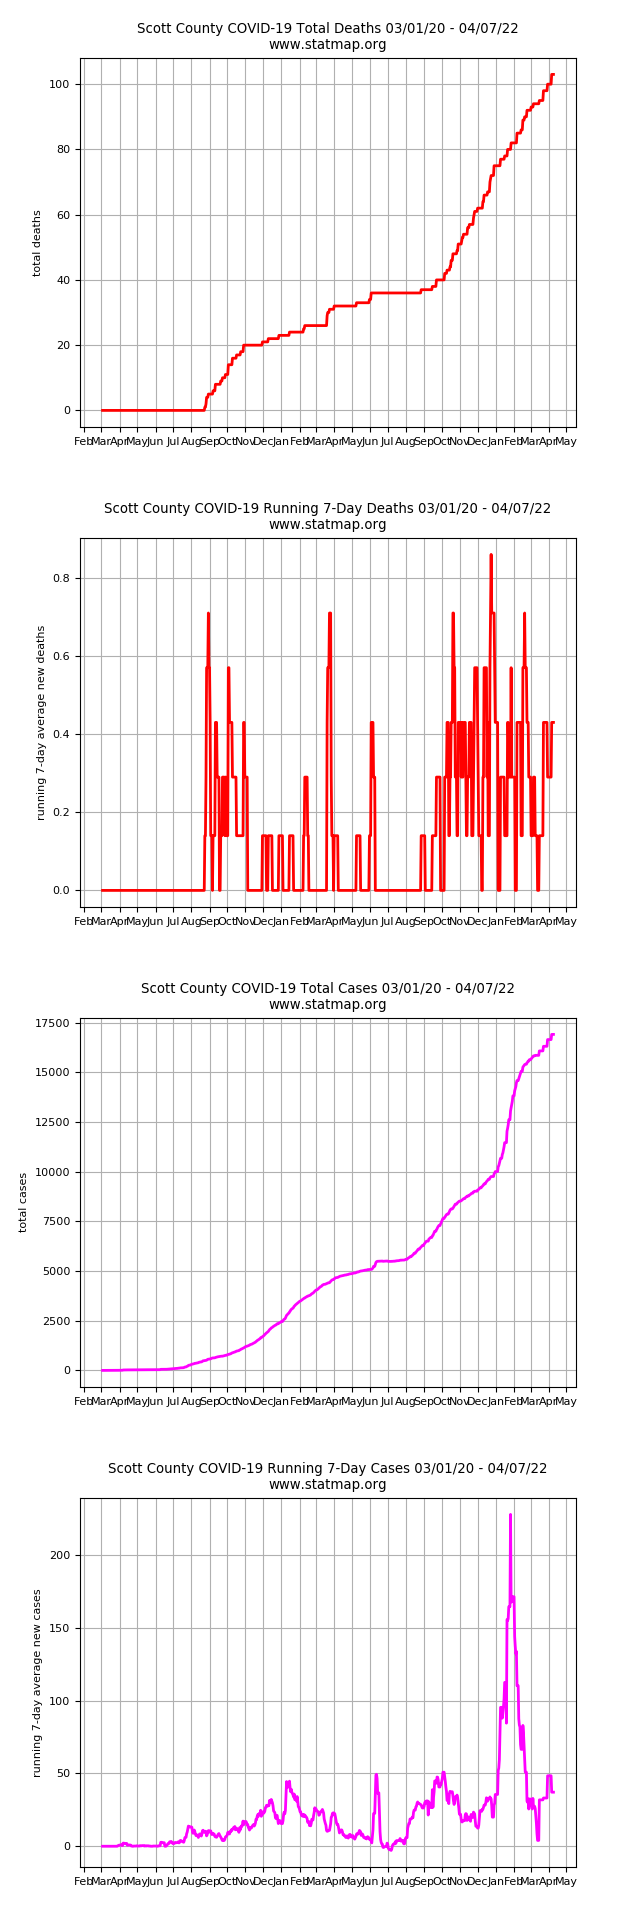 Scott County COVID-19 Total Deaths 03/01/20 - 04/07/22
www.statmap.org
100
80
60
40
20
0
total deaths
Feb Mar Apr May Jun Jul Aug Sep Oct Nov Dec Jan Feb Mar Apr May Jun Jul Aug Sep Oct Nov Dec Jan Feb Mar Apr May
Scott County COVID-19 Running 7-Day Deaths 03/01/20 - 04/07/22
www.statmap.org
0.8
0.6
0.4
0.2
0.0
running 7-day average new deaths
Feb Mar Apr May Jun Jul Aug Sep Oct Nov Dec Jan Feb Mar Apr May Jun Jul Aug Sep Oct Nov Dec Jan Feb Mar Apr May
Scott County COVID-19 Total Cases 03/01/20 - 04/07/22
www.statmap.org
17500
15000
12500
10000
7500
5000
2500
0
total cases
Feb Mar Apr May Jun Jul Aug Sep Oct Nov Dec Jan Feb Mar Apr May Jun Jul Aug Sep Oct Nov Dec Jan Feb Mar Apr May
Scott County COVID-19 Running 7-Day Cases 03/01/20 - 04/07/22
www.statmap.org
200
150
100
50
0
running 7-day average new cases
Feb Mar Apr May Jun Jul Aug Sep Oct Nov Dec Jan Feb Mar Apr May Jun Jul Aug Sep Oct Nov Dec Jan Feb Mar Apr May